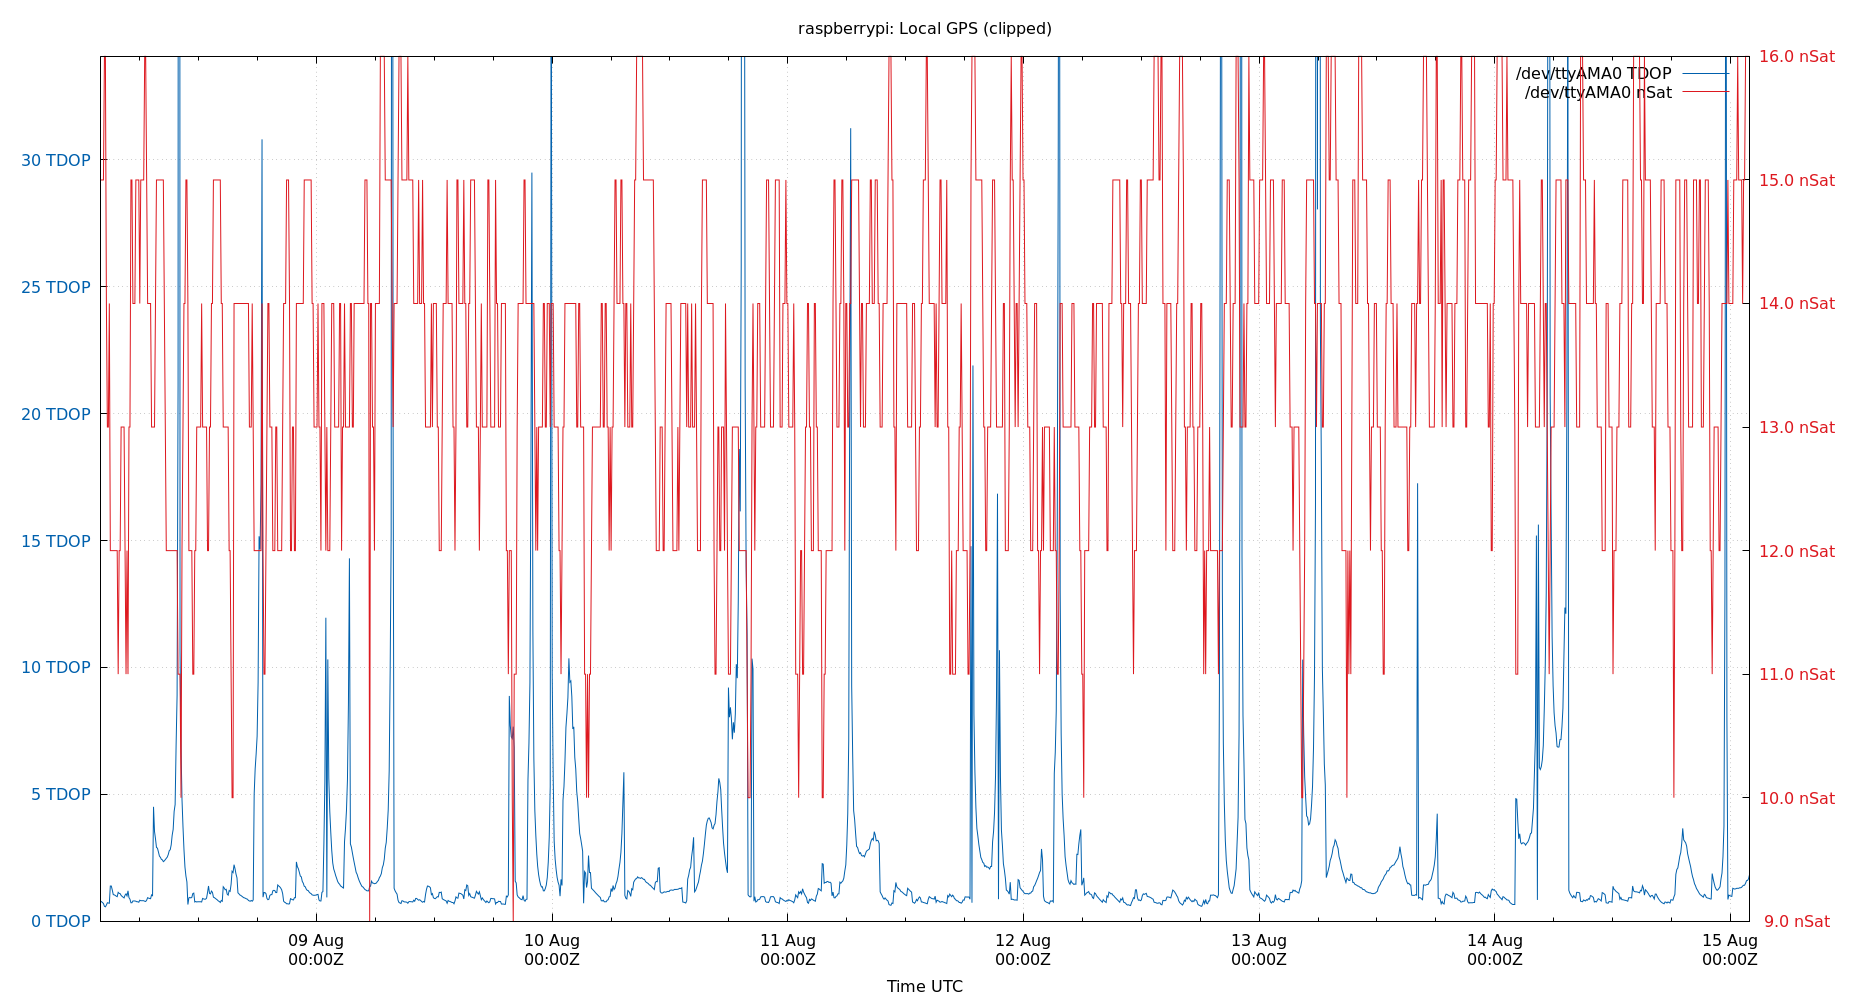 raspberrypi: Local GPS (clipped)
/dev/ttyAMA0 TDOP
/dev/ttyAMA0 nSat
30 TDOP
25 TDOP
20 TDOP
15 TDOP
10 TDOP
5 TDOP
0 TDOP
16.0 nSat
15.0 nSat
14.0 nSat
13.0 nSat
12.0 nSat
11.0 nSat
10.0 nSat
9.0 nSat
09 Aug
00:00Z
10 Aug
00:00Z
11 Aug
00:00Z
12 Aug
00:00Z
13 Aug
00:00Z
14 Aug
00:00Z
15 Aug
00:00Z
Time UTC